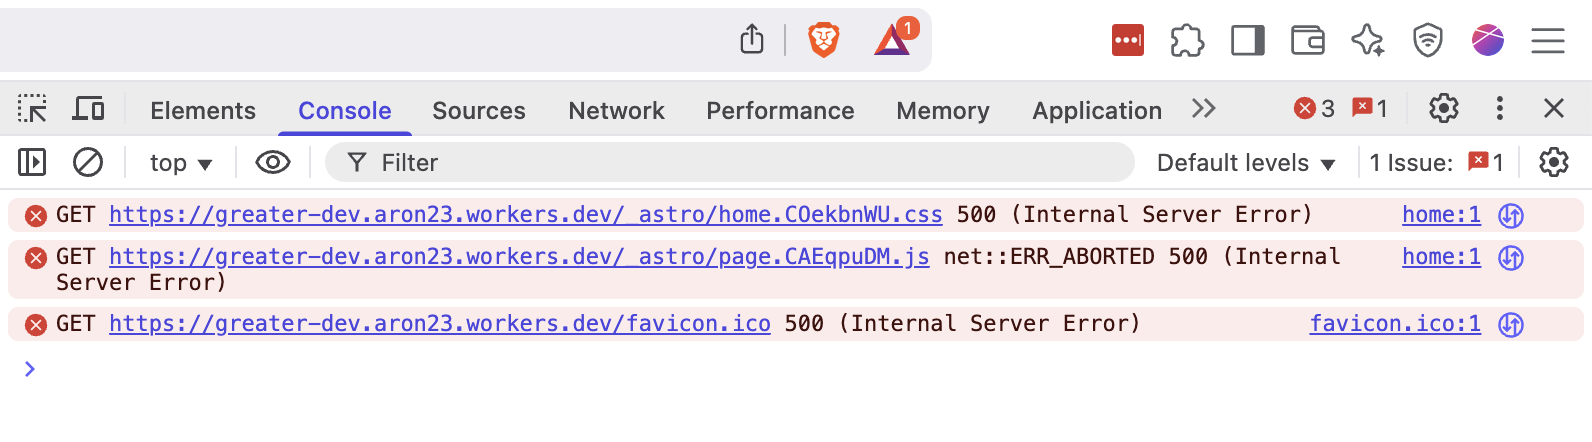 1
Elements Console Sources Network Performance Memory Application 3 1
top Filter Default levels 1 Issue: 1
GET https://greater-dev.aron23.workers.dev/_astro/home.COekbnWU.css 500 (Internal Server Error) home:1
GET https://greater-dev.aron23.workers.dev/_astro/page.CAEqpuDM.js net::ERR_ABORTED 500 (Internal home:1
Server Error)
GET https://greater-dev.aron23.workers.dev/favicon.ico 500 (Internal Server Error) favicon.ico:1